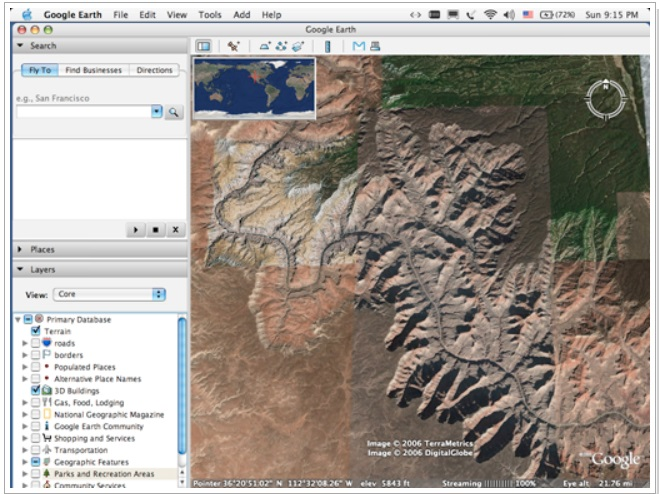 Google Earth File Edit View Tools Add Help (72%) Sun 9:15 PM
Google Earth
Search
Fly To Find Businesses Directions
e.g., San Francisco
Places
Layers
View: Core
Primary Database
Terrain
roads
borders
Populated Places
Alternative Place Names
3D Buildings
Gas, Food, Lodging
National Geographic Magazine
Google Earth Community
Shopping and Services
Transportation
Geographic Features
Parks and Recreation Areas
Community Services
N
Image © 2006 TerraMetrics
Image © 2006 DigitalGlobe
Google
Pointer 36°20'51.02" N 112°32'08.26" W elev 5843 ft Streaming ||||||||| 100% Eye alt 21.76 mi